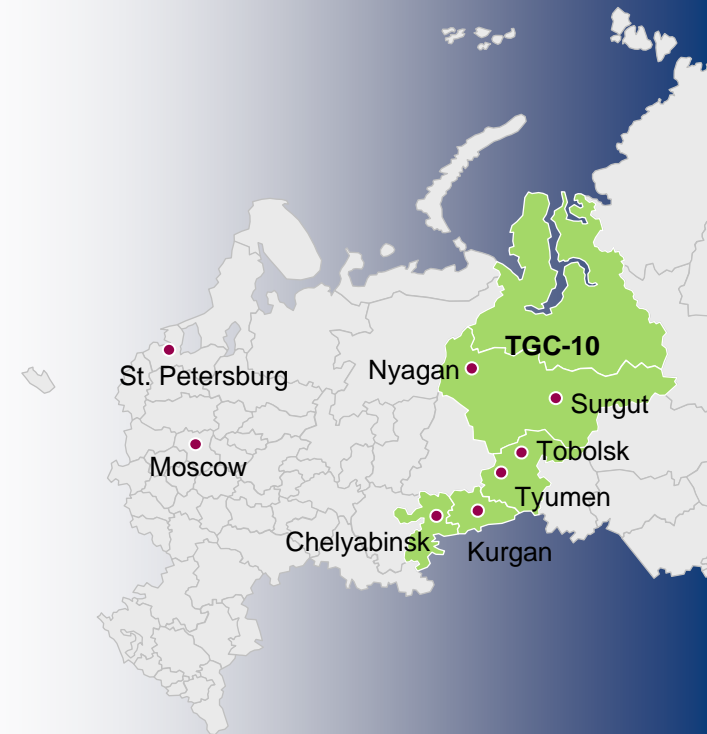 TGC-10
St. Petersburg
Nyagan
Surgut
Tobolsk
Moscow
Tyumen
Chelyabinsk
Kurgan